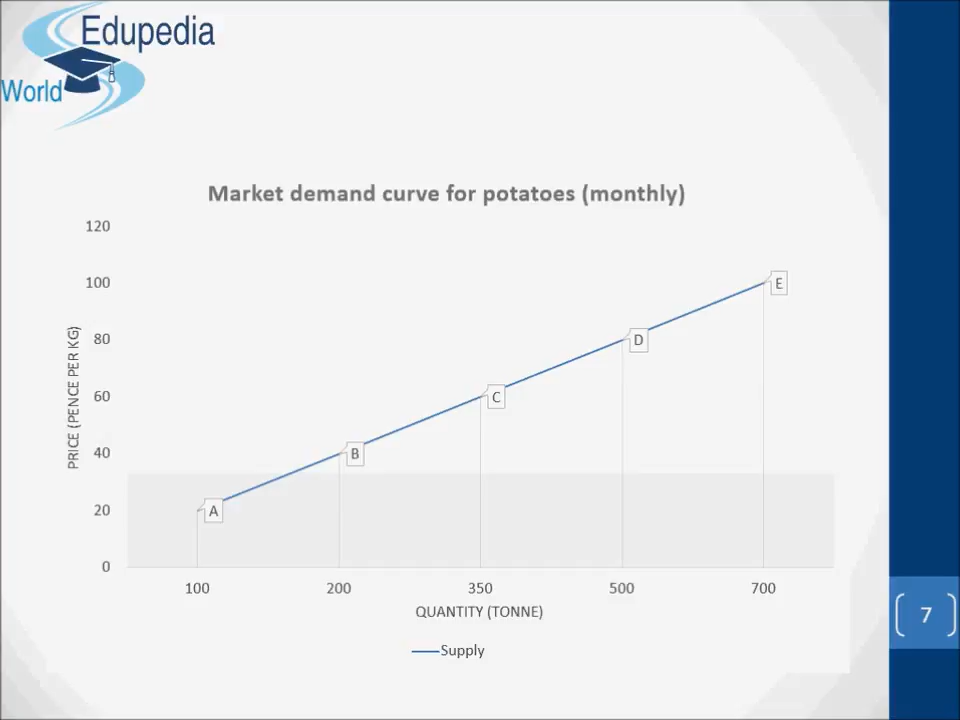 Edupedia
World
Market demand curve for potatoes (monthly)
120
100
80
60
40
20
0
PRICE (PENCE PER KG)
A
B
C
D
E
100 200 350 500 700
QUANTITY (TONNE)
Supply
7